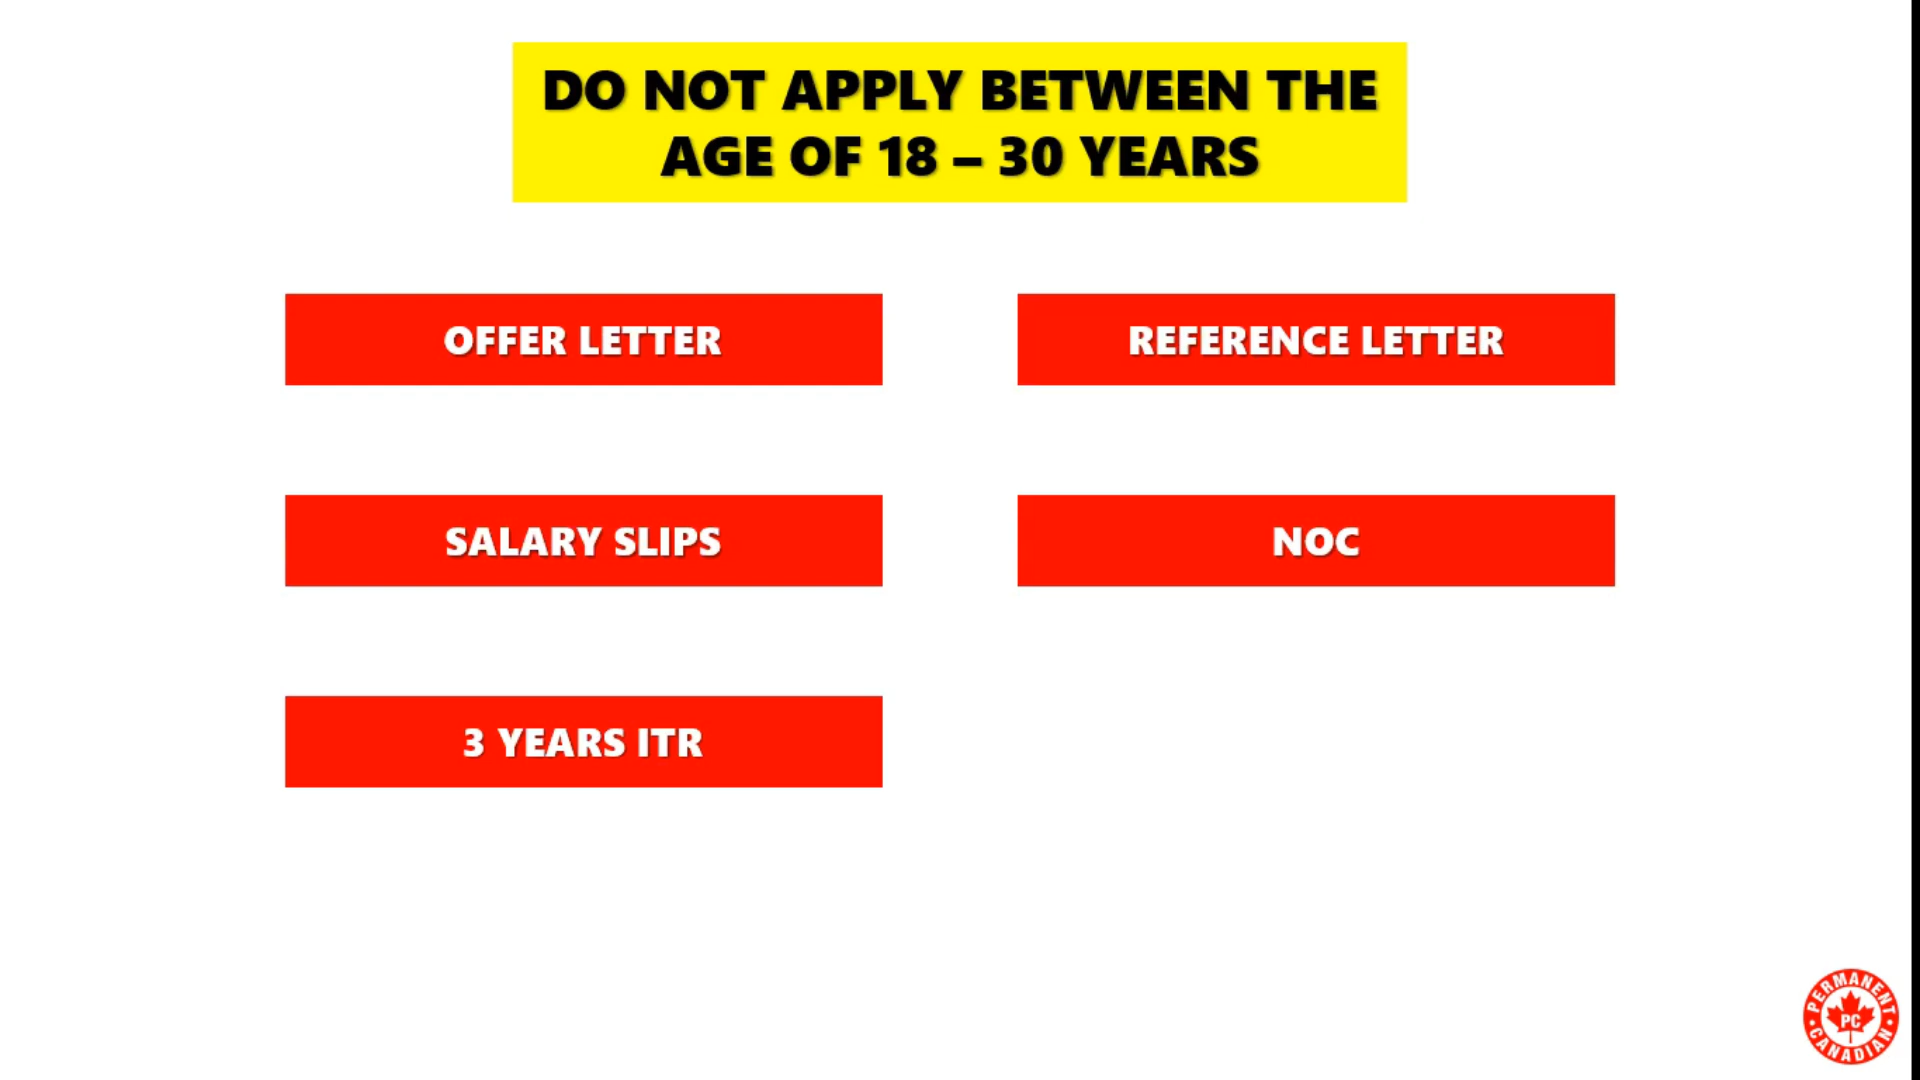 DO NOT APPLY BETWEEN THE
AGE OF 18 – 30 YEARS
OFFER LETTER
REFERENCE LETTER
SALARY SLIPS
NOC
3 YEARS ITR
PERMANENT
PC
CANADIAN